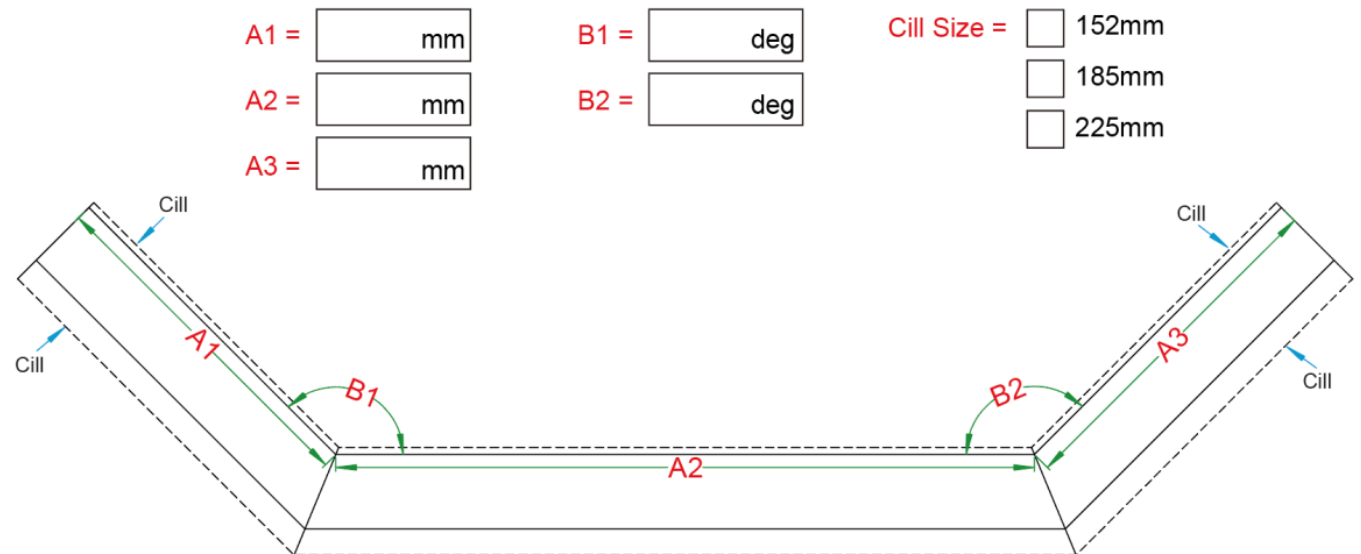 A1 = mm B1 = deg Cill Size = 152mm
A2 = mm B2 = deg 185mm
A3 = mm 225mm
Cill Cill
A1 B1 B2 A3
Cill Cill
A2